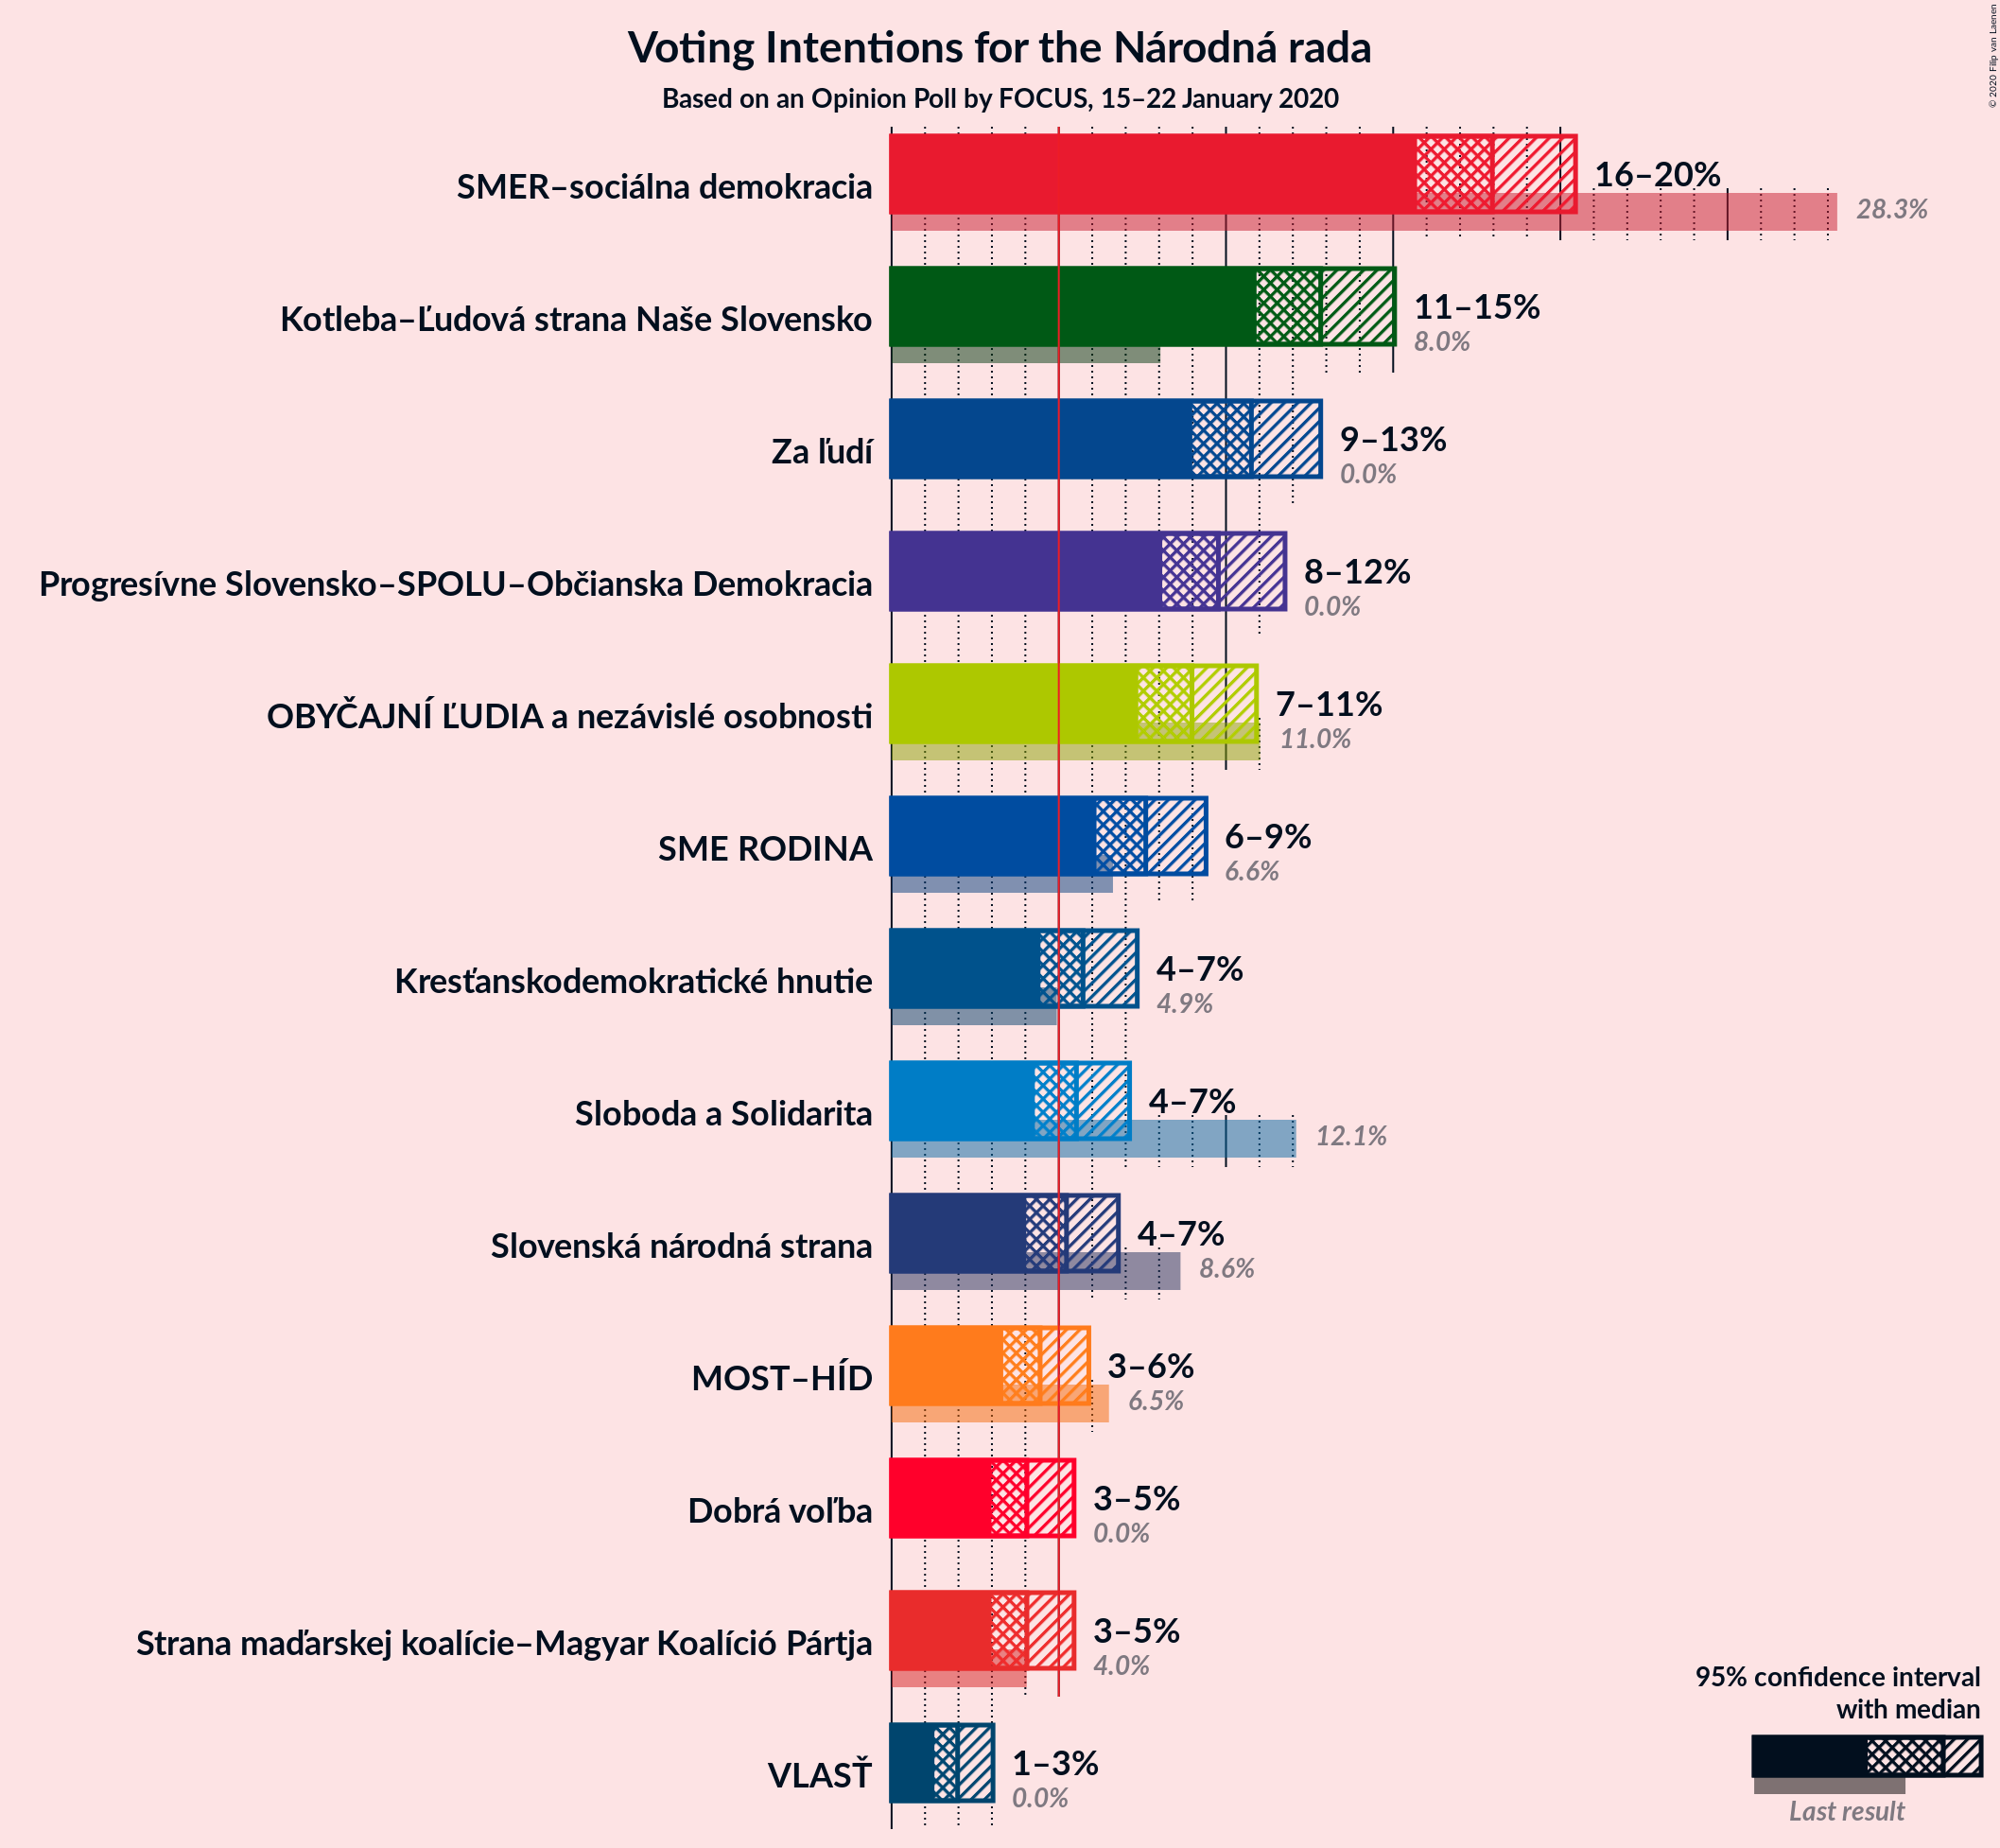 Voting Intentions for the Národná rada
Based on an Opinion Poll by FOCUS, 15–22 January 2020
© 2020 Filip van Laenen
SMER–sociálna demokracia
16–20%
28.3%
Kotleba–Ľudová strana Naše Slovensko
11–15%
8.0%
Za ľudí
9–13%
0.0%
Progresívne Slovensko–SPOLU–Občianska Demokracia
8–12%
0.0%
OBYČAJNÍ ĽUDIA a nezávislé osobnosti
7–11%
11.0%
SME RODINA
6–9%
6.6%
Kresťanskodemokratické hnutie
4–7%
4.9%
Sloboda a Solidarita
4–7%
12.1%
Slovenská národná strana
4–7%
8.6%
MOST–HÍD
3–6%
6.5%
Dobrá voľba
3–5%
0.0%
Strana maďarskej koalície–Magyar Koalíció Pártja
3–5%
4.0%
VLASŤ
1–3%
0.0%
95% confidence interval
with median
Last result